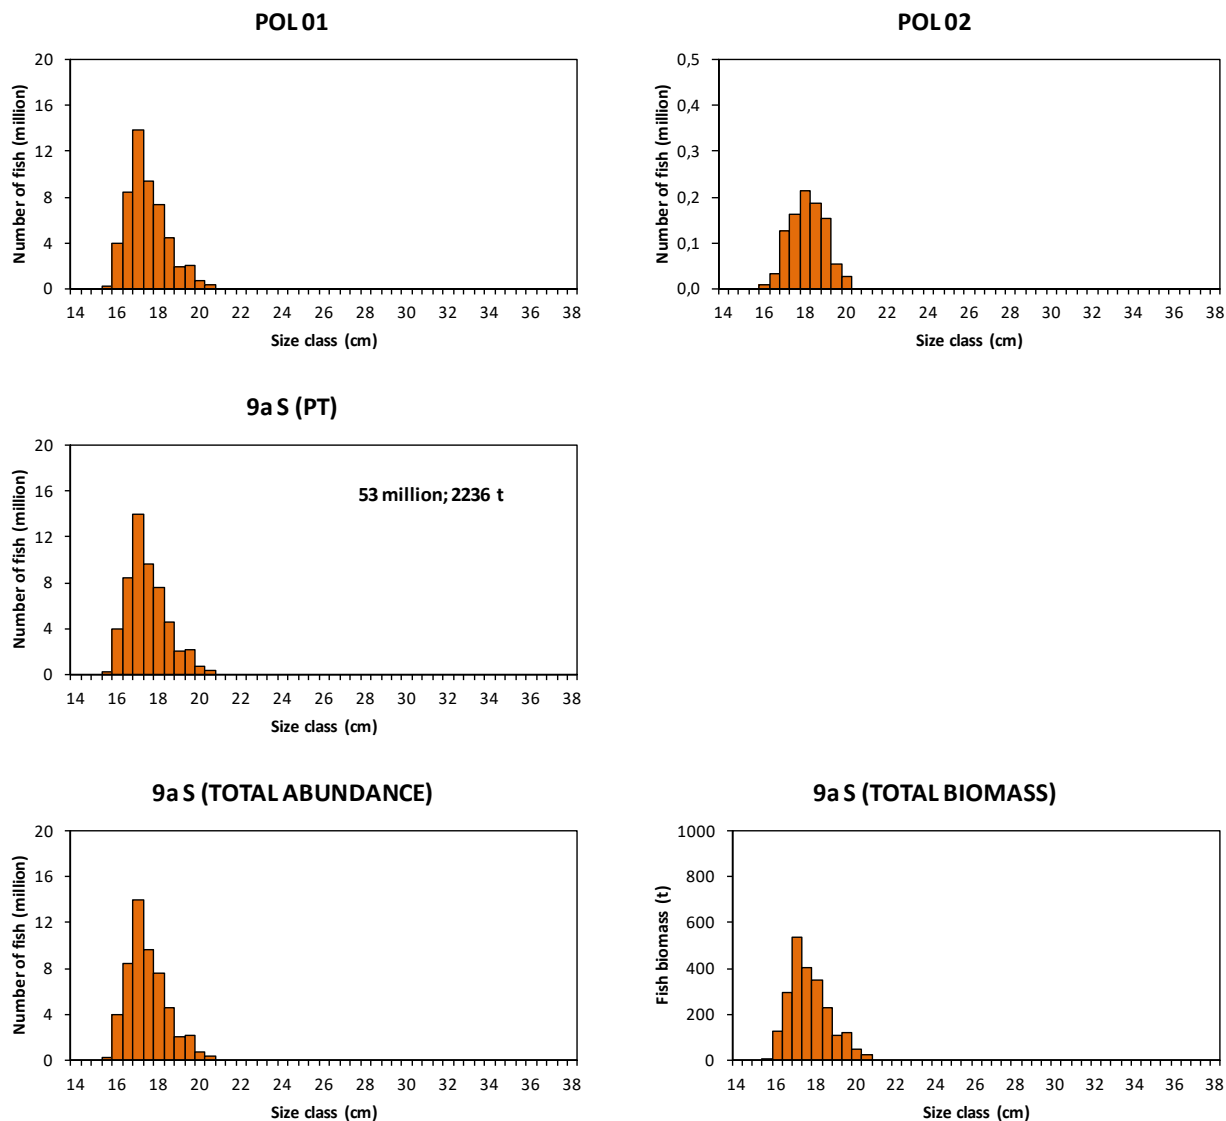 POL 01
Number of fish (million)
20
16
12
8
4
0
14 16 18 20 22 24 26 28 30 32 34 36 38
Size class (cm)
POL 02
Number of fish (million)
0,5
0,4
0,3
0,2
0,1
0,0
14 16 18 20 22 24 26 28 30 32 34 36 38
Size class (cm)
9a S (PT)
Number of fish (million)
20
16
12
8
4
0
53 million; 2236 t
14 16 18 20 22 24 26 28 30 32 34 36 38
Size class (cm)
9a S (TOTAL ABUNDANCE)
Number of fish (million)
20
16
12
8
4
0
14 16 18 20 22 24 26 28 30 32 34 36 38
Size class (cm)
9a S (TOTAL BIOMASS)
Fish biomass (t)
1000
800
600
400
200
0
14 16 18 20 22 24 26 28 30 32 34 36 38
Size class (cm)